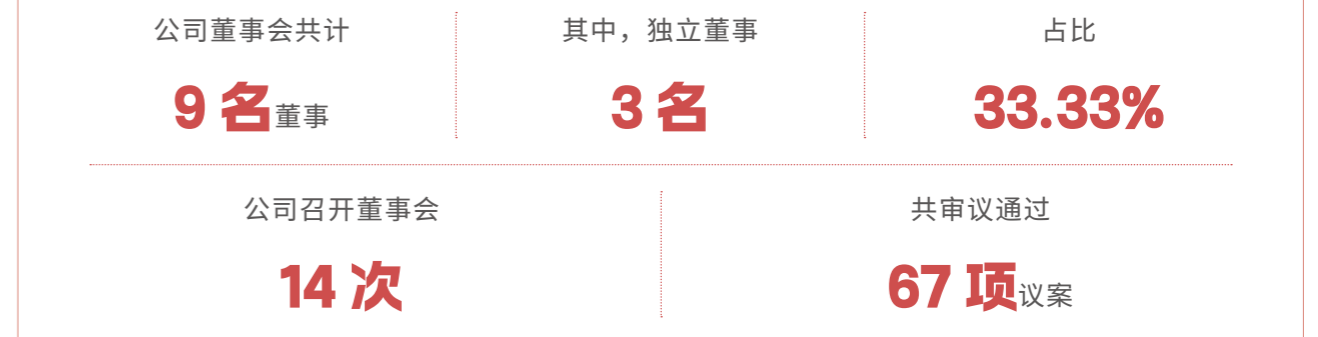 公司董事会共计
9 名董事
其中，独立董事
3 名
占比
33.33%
公司召开董事会
14 次
共审议通过
67 项议案